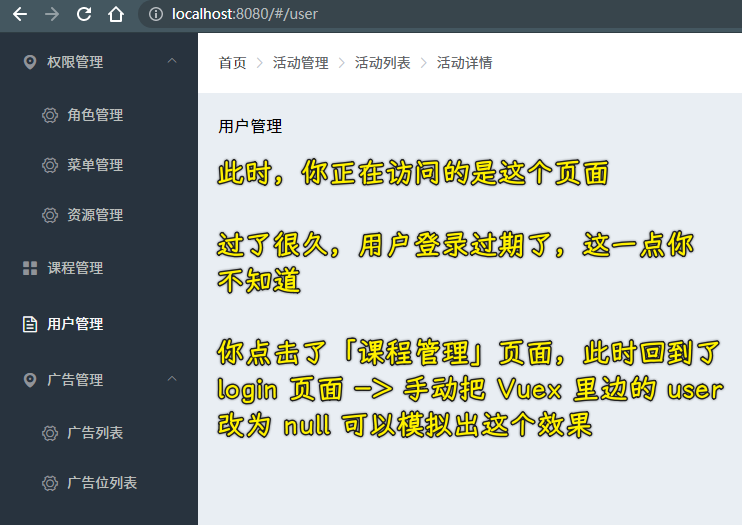 localhost:8080/#/user
权限管理
首页 > 活动管理 > 活动列表 > 活动详情
角色管理
菜单管理
资源管理
课程管理
用户管理
广告管理
广告列表
广告位列表
用户管理
此时，你正在访问的是这个页面
过了很久，用户登录过期了，这一点你
不知道
你点击了「课程管理」页面，此时回到了
login 页面 -> 手动把 Vuex 里边的 user
改为 null 可以模拟出这个效果